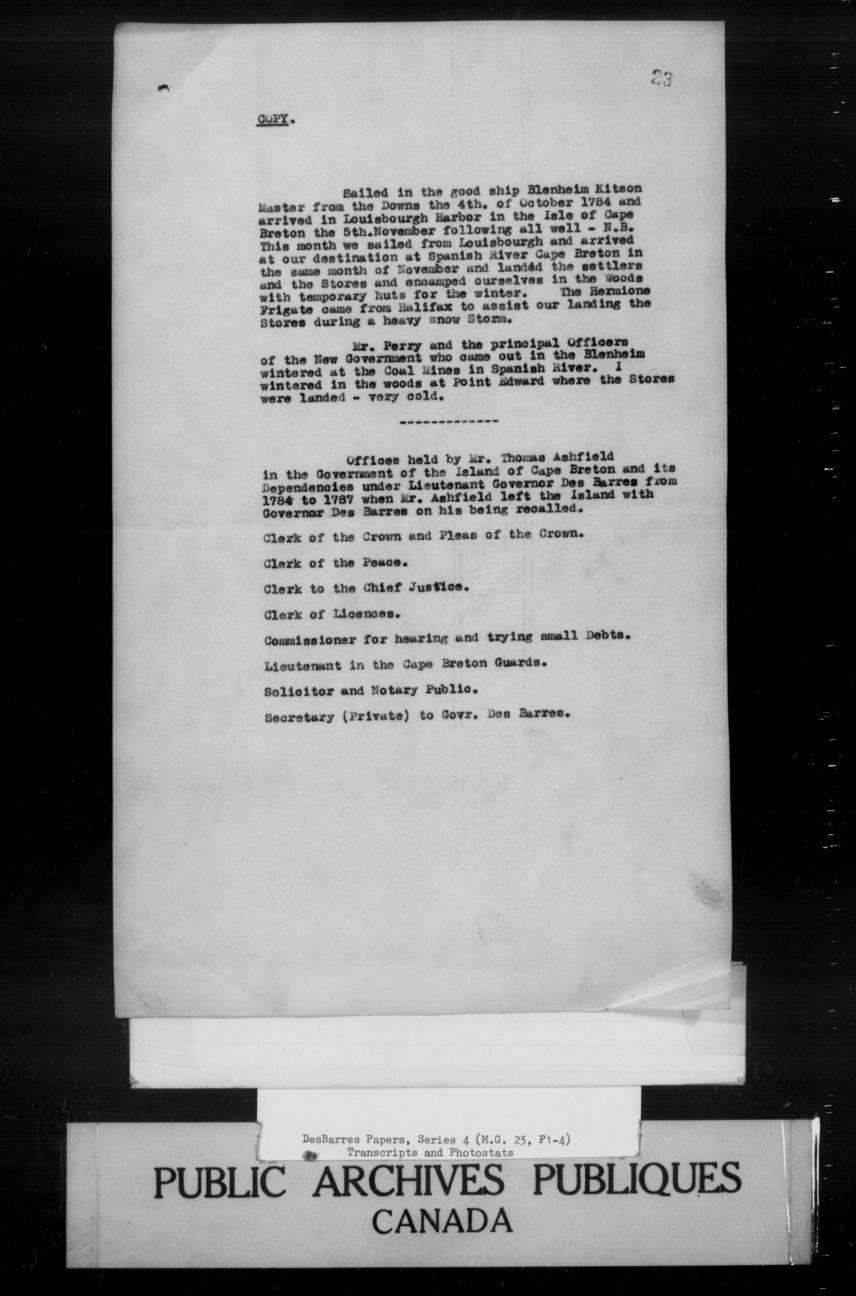 23
COPY.
Sailed in the good ship Blenheim Kitson
Master from the Downs the 4th. of October 1784 and
arrived in Louisbourgh Harbor in the Isle of Cape
Breton the 5th.November following all well - N.B.
This month we sailed from Louisbourgh and arrived
at our destination at Spanish River Cape Breton in
the same month of November and landed the settlers
and the Stores and encamped ourselves in the Woods
with temporary huts for the winter. The Hermione
Frigate came from Halifax to assist our landing the
Stores during a heavy snow Storm.
Mr. Perry and the principal Officers
of the New Government who came out in the Blenheim
wintered at the Coal Mines in Spanish River. I
wintered in the woods at Point Edward where the Stores
were landed - very cold.
-------------
Offices held by Mr. Thomas Ashfield
in the Government of the Island of Cape Breton and its
Dependencies under Lieutenant Governor Des Barres from
1784 to 1787 when Mr. Ashfield left the Island with
Governor Des Barres on his being recalled.
Clerk of the Crown and Pleas of the Crown.
Clerk of the Peace.
Clerk to the Chief Justice.
Clerk of Licences.
Commissioner for hearing and trying small Debts.
Lieutenant in the Cape Breton Guards.
Solicitor and Notary Public.
Secretary (Private) to Govr. Des Barres.
DesBarres Papers, Series 4 (M.G. 23, F1-4)
Transcripts and Photostats
PUBLIC ARCHIVES PUBLIQUES
CANADA